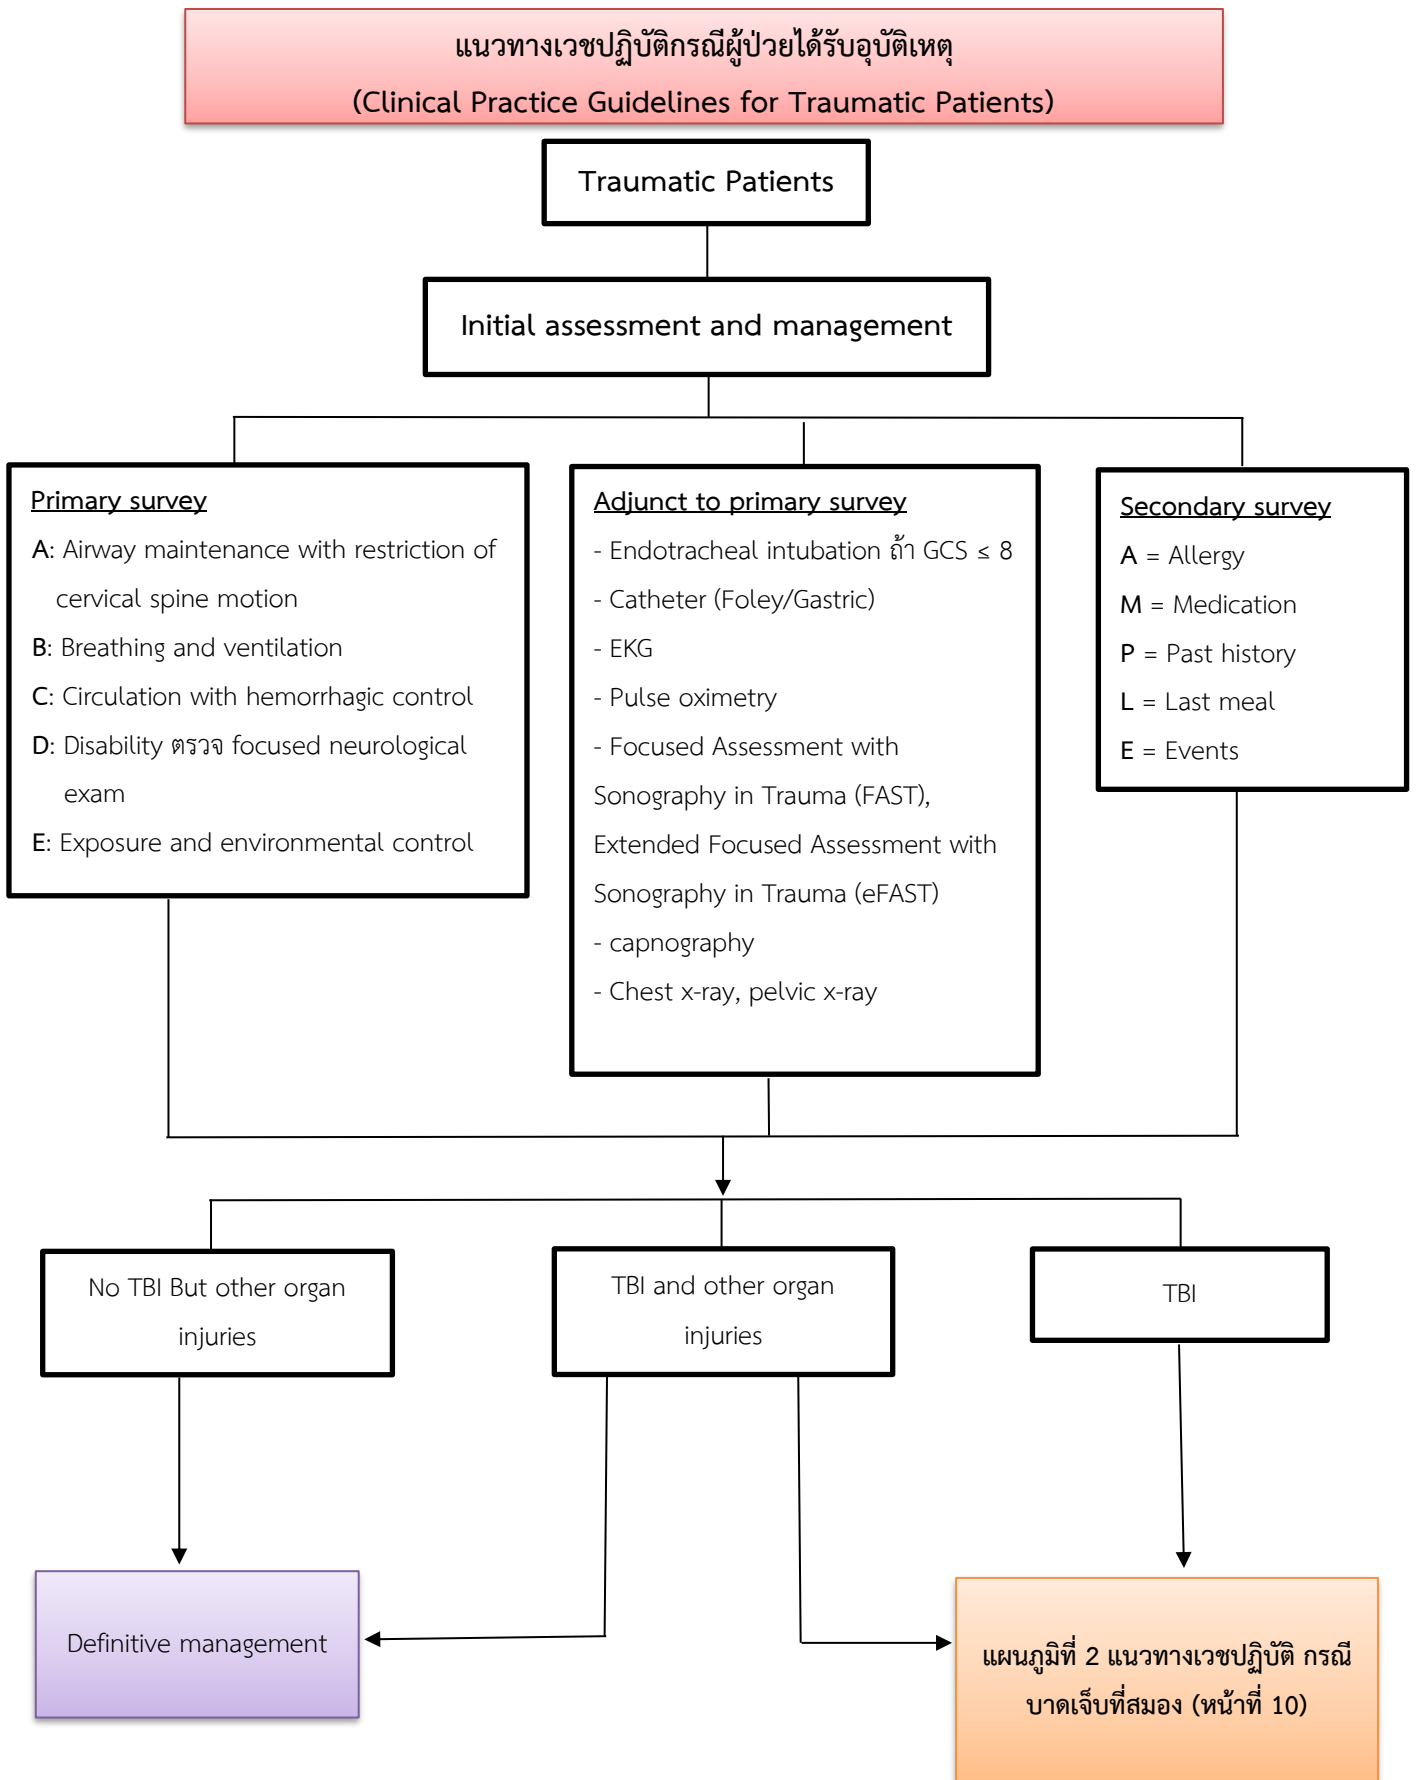 แนวทางเวชปฏิบัติกรณีผู้ป่วยได้รับอุบัติเหตุ
(Clinical Practice Guidelines for Traumatic Patients)
Traumatic Patients
Initial assessment and management
Primary survey
A: Airway maintenance with restriction of
cervical spine motion
B: Breathing and ventilation
C: Circulation with hemorrhagic control
D: Disability ตรวจ focused neurological
exam
E: Exposure and environmental control
Adjunct to primary survey
- Endotracheal intubation ถ้า GCS ≤ 8
- Catheter (Foley/Gastric)
- EKG
- Pulse oximetry
- Focused Assessment with
Sonography in Trauma (FAST),
Extended Focused Assessment with
Sonography in Trauma (eFAST)
- capnography
- Chest x-ray, pelvic x-ray
Secondary survey
A = Allergy
M = Medication
P = Past history
L = Last meal
E = Events
No TBI But other organ
injuries
TBI and other organ
injuries
TBI
Definitive management
แผนภูมิที่ 2 แนวทางเวชปฏิบัติ กรณี
บาดเจ็บที่สมอง (หน้าที่ 10)